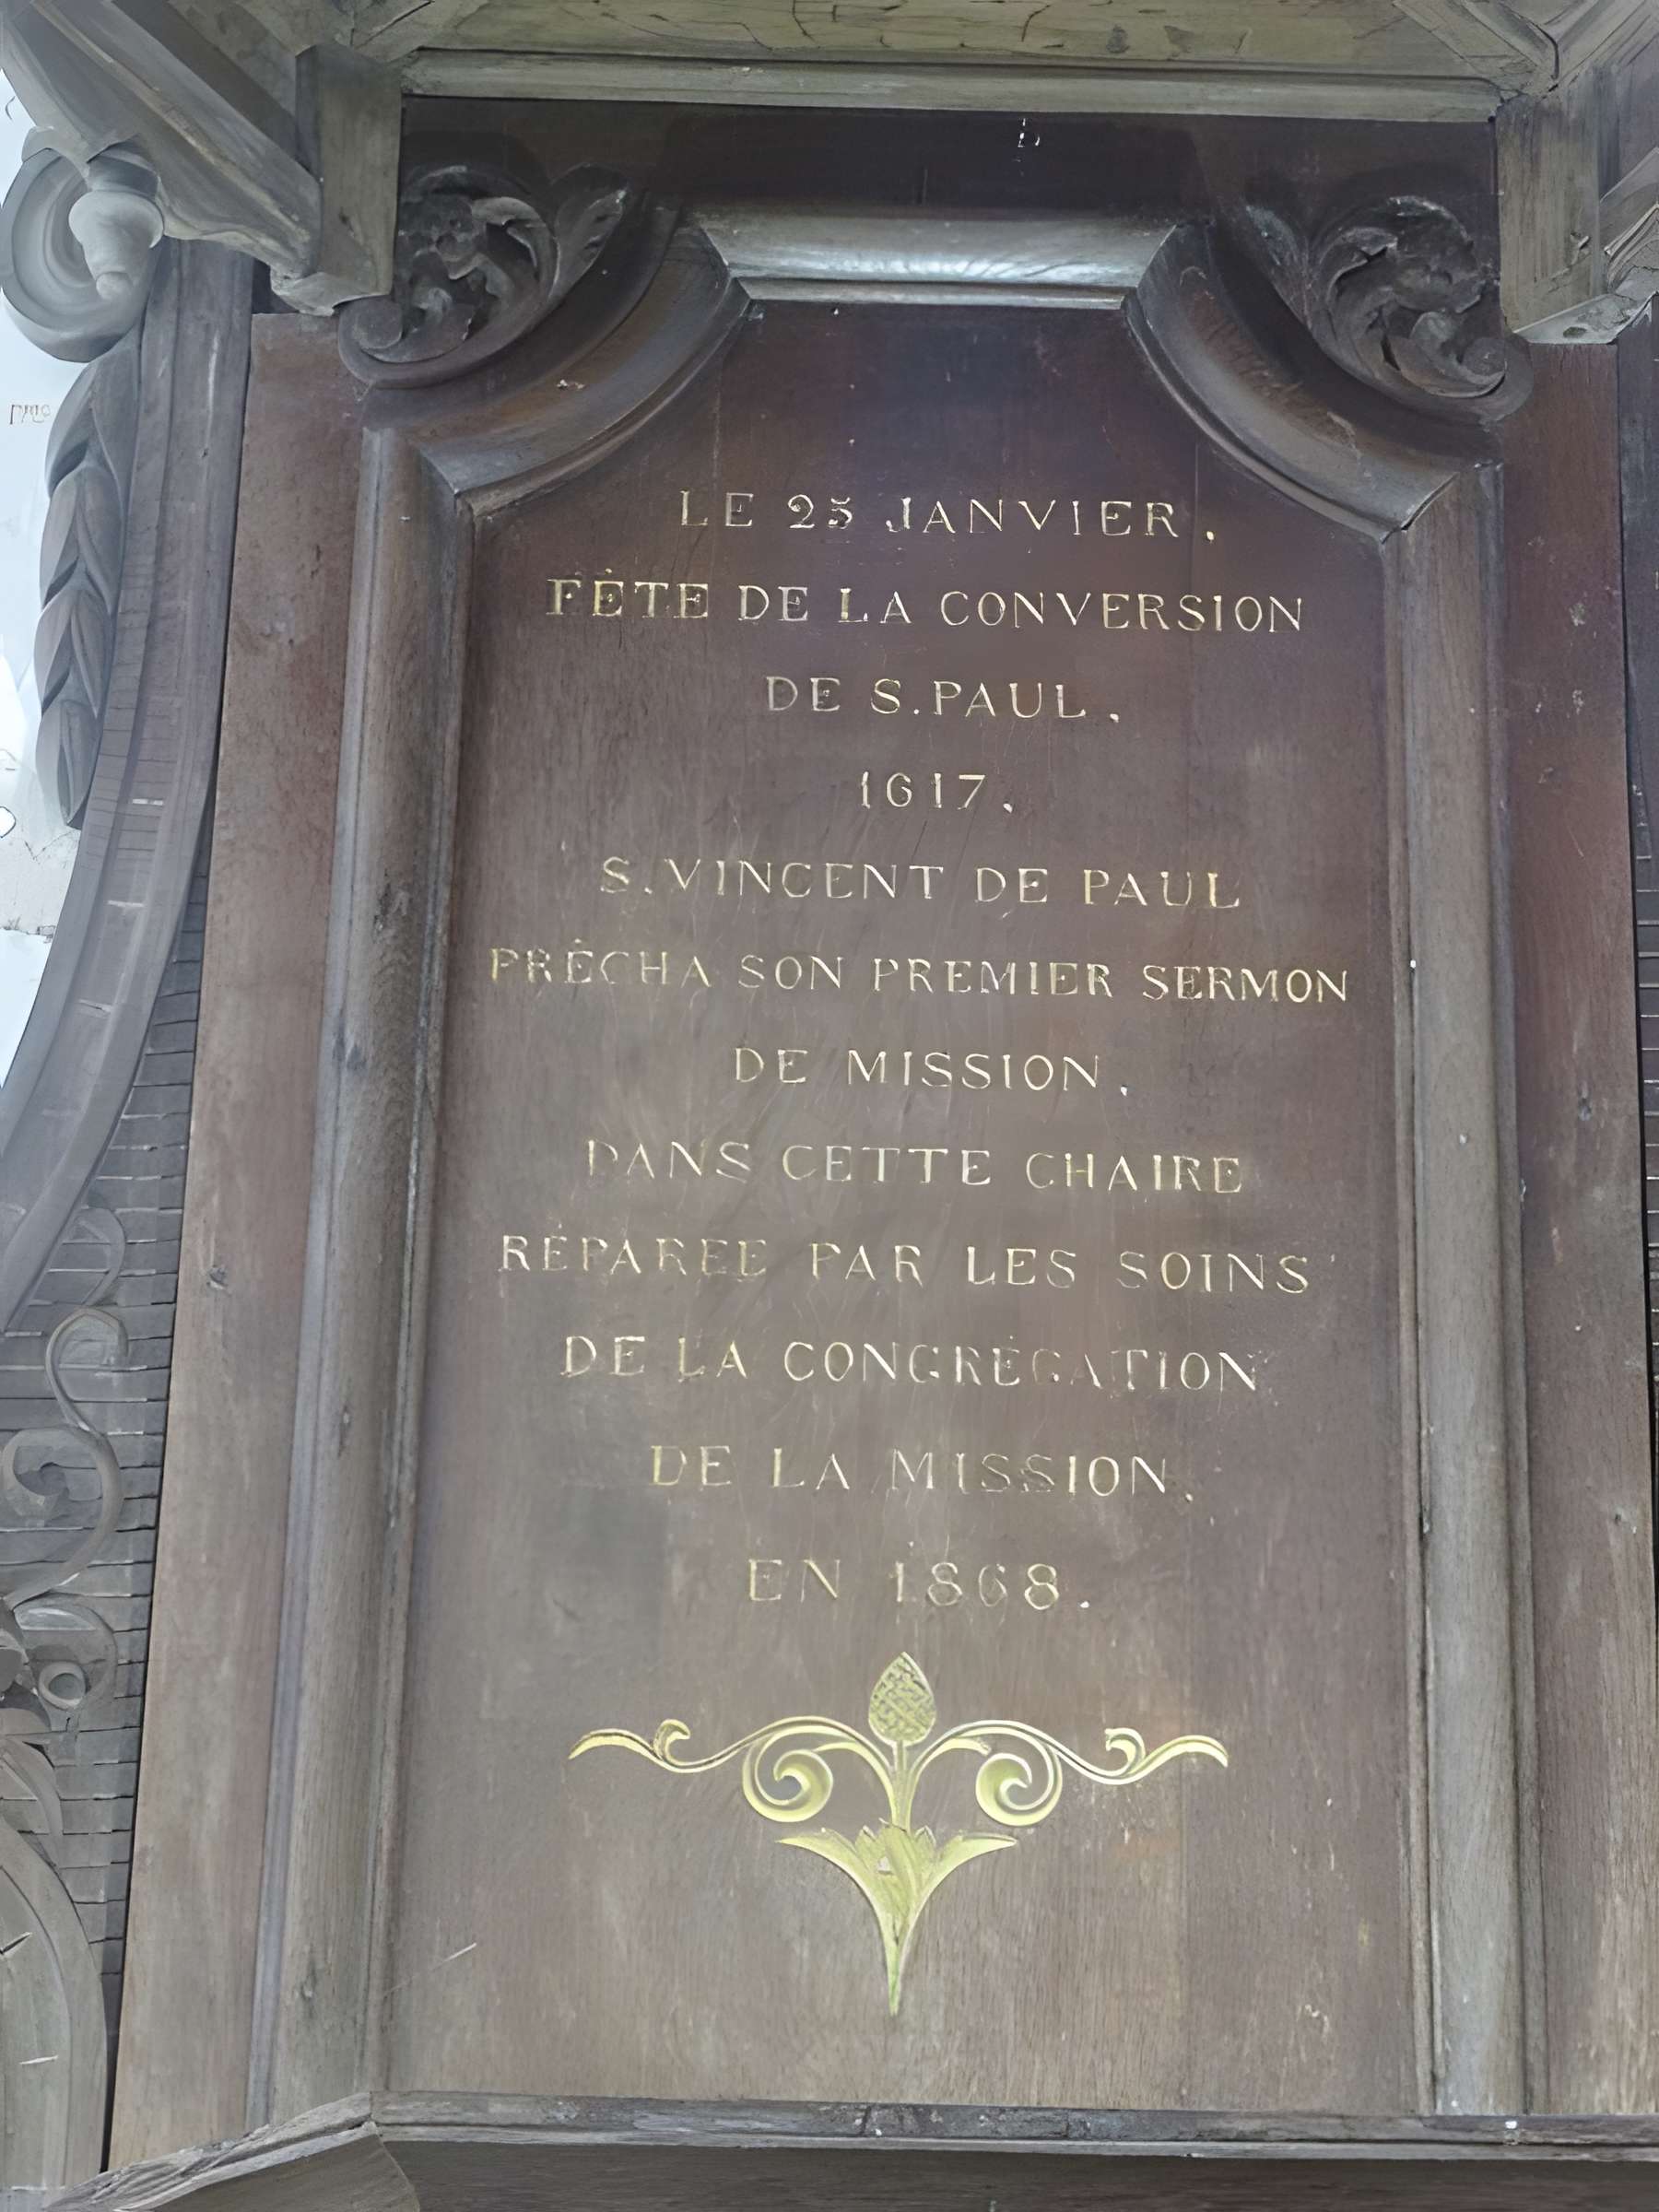 LE 25 JANVIER.
FÊTE DE LA CONVERSION
DE S. PAUL.
1617.
S. VINCENT DE PAUL
PRÊCHA SON PREMIER SERMON
DE MISSION.
DANS CETTE CHAIRE
RÉPAREE PAR LES SOINS
DE LA CONGRÉGATION
DE LA MISSION.
EN 1868.